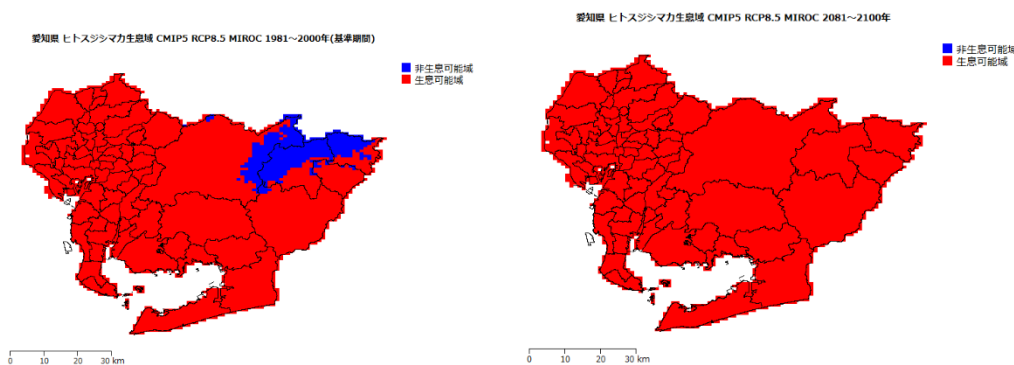 愛知県 ヒトスジシマカ生息域 CMIP5 RCP8.5 MIROC 1981～2000年(基準期間)
非生息可能域
生息可能域
0 10 20 30 km
愛知県 ヒトスジシマカ生息域 CMIP5 RCP8.5 MIROC 2081～2100年
非生息可能域
生息可能域
0 10 20 30 km